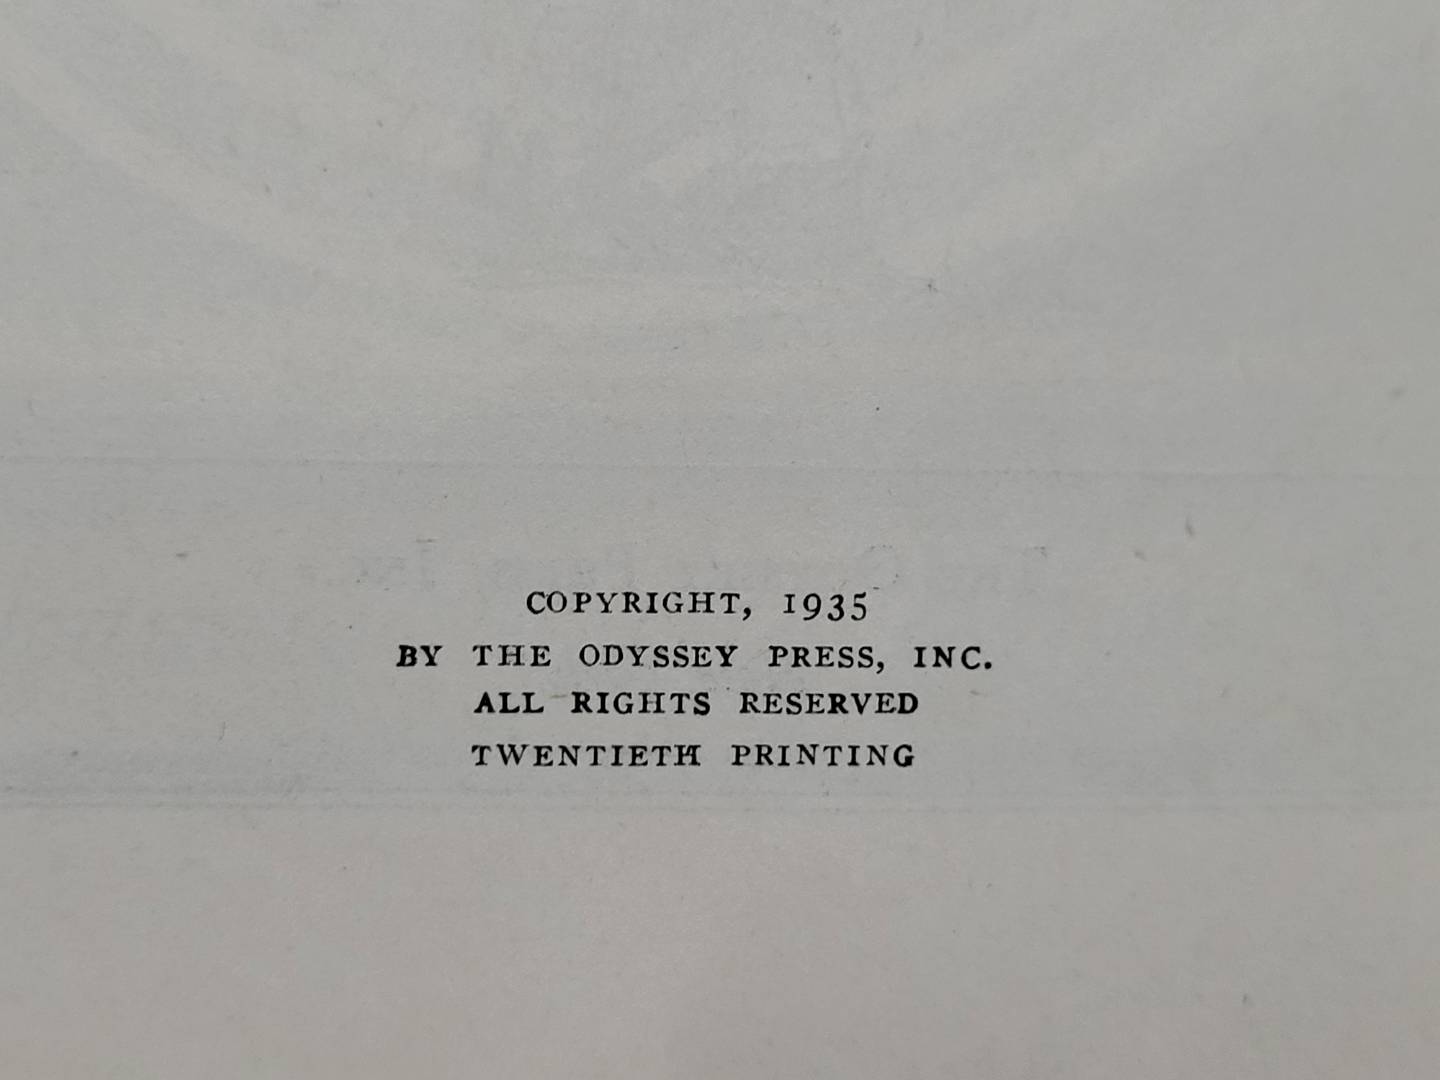 COPYRIGHT, 1935
BY THE ODYSSEY PRESS, INC.
ALL RIGHTS RESERVED
TWENTIETH PRINTING